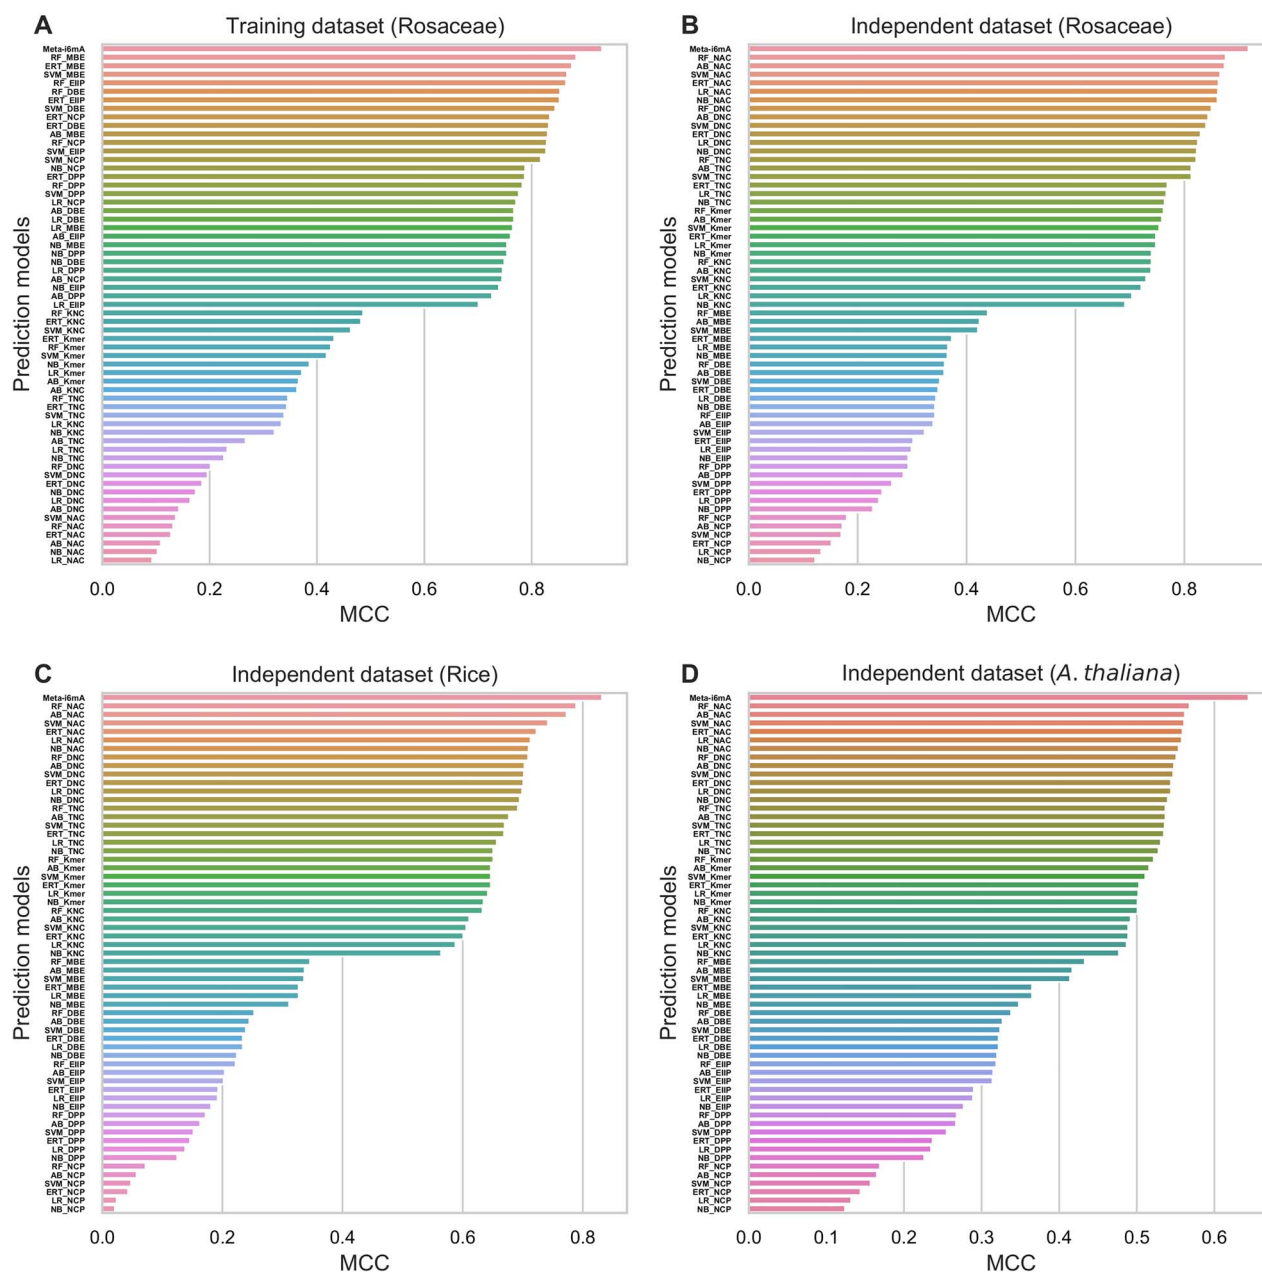 A
Training dataset (Rosaceae)
Prediction models
Meta-i6mA
RF_MBE
ERT_MBE
SVM_MBE
RF_EIIP
RF_DBE
ERT_EIIP
SVM_DBE
ERT_NCP
ERT_DBE
AB_MBE
RF_NCP
SVM_EIIP
SVM_NCP
NB_NCP
ERT_DPP
RF_DPP
SVM_DPP
LR_NCP
AB_DBE
LR_DBE
LR_MBE
AB_EIIP
NB_MBE
NB_DPP
NB_DBE
LR_DPP
AB_NCP
NB_EIIP
AB_DPP
LR_EIIP
RF_KNC
ERT_KNC
SVM_KNC
ERT_Kmer
RF_Kmer
SVM_Kmer
NB_Kmer
LR_Kmer
AB_Kmer
AB_KNC
RF_TNC
ERT_TNC
SVM_TNC
LR_KNC
NB_KNC
AB_TNC
LR_TNC
NB_TNC
RF_DNC
SVM_DNC
ERT_DNC
NB_DNC
LR_DNC
AB_DNC
SVM_NAC
RF_NAC
ERT_NAC
AB_NAC
NB_NAC
LR_NAC
0.0 0.2 0.4 0.6 0.8
MCC
B
Independent dataset (Rosaceae)
Prediction models
Meta-i6mA
RF_NAC
AB_NAC
SVM_NAC
ERT_NAC
LR_NAC
NB_NAC
RF_DNC
AB_DNC
SVM_DNC
ERT_DNC
LR_DNC
NB_DNC
RF_TNC
AB_TNC
SVM_TNC
ERT_TNC
LR_TNC
NB_TNC
RF_Kmer
AB_Kmer
SVM_Kmer
ERT_Kmer
LR_Kmer
NB_Kmer
RF_KNC
AB_KNC
SVM_KNC
ERT_KNC
LR_KNC
NB_KNC
RF_MBE
AB_MBE
SVM_MBE
ERT_MBE
LR_MBE
NB_MBE
RF_DBE
AB_DBE
SVM_DBE
ERT_DBE
LR_DBE
NB_DBE
RF_EIIP
AB_EIIP
SVM_EIIP
ERT_EIIP
LR_EIIP
NB_EIIP
RF_DPP
AB_DPP
SVM_DPP
ERT_DPP
LR_DPP
NB_DPP
RF_NCP
AB_NCP
SVM_NCP
ERT_NCP
LR_NCP
NB_NCP
0.0 0.2 0.4 0.6 0.8
MCC
C
Independent dataset (Rice)
Prediction models
Meta-i6mA
RF_NAC
AB_NAC
SVM_NAC
ERT_NAC
LR_NAC
NB_NAC
RF_DNC
AB_DNC
SVM_DNC
ERT_DNC
LR_DNC
NB_DNC
RF_TNC
AB_TNC
SVM_TNC
ERT_TNC
LR_TNC
NB_TNC
RF_Kmer
AB_Kmer
SVM_Kmer
ERT_Kmer
LR_Kmer
NB_Kmer
RF_KNC
AB_KNC
SVM_KNC
ERT_KNC
LR_KNC
NB_KNC
RF_MBE
AB_MBE
SVM_MBE
ERT_MBE
LR_MBE
NB_MBE
RF_DBE
AB_DBE
SVM_DBE
ERT_DBE
LR_DBE
NB_DBE
RF_EIIP
AB_EIIP
SVM_EIIP
ERT_EIIP
LR_EIIP
NB_EIIP
RF_DPP
AB_DPP
SVM_DPP
ERT_DPP
LR_DPP
NB_DPP
RF_NCP
AB_NCP
SVM_NCP
ERT_NCP
LR_NCP
NB_NCP
0.0 0.2 0.4 0.6 0.8
MCC
D
Independent dataset (A. thaliana)
Prediction models
Meta-i6mA
RF_NAC
AB_NAC
SVM_NAC
ERT_NAC
LR_NAC
NB_NAC
RF_DNC
AB_DNC
SVM_DNC
ERT_DNC
LR_DNC
NB_DNC
RF_TNC
AB_TNC
SVM_TNC
ERT_TNC
LR_TNC
NB_TNC
RF_Kmer
AB_Kmer
SVM_Kmer
ERT_Kmer
LR_Kmer
NB_Kmer
RF_KNC
AB_KNC
SVM_KNC
ERT_KNC
LR_KNC
NB_KNC
RF_MBE
AB_MBE
SVM_MBE
ERT_MBE
LR_MBE
NB_MBE
RF_DBE
AB_DBE
SVM_DBE
ERT_DBE
LR_DBE
NB_DBE
RF_EIIP
AB_EIIP
SVM_EIIP
ERT_EIIP
LR_EIIP
NB_EIIP
RF_DPP
AB_DPP
SVM_DPP
ERT_DPP
LR_DPP
NB_DPP
RF_NCP
AB_NCP
SVM_NCP
ERT_NCP
LR_NCP
NB_NCP
0.0 0.1 0.2 0.3 0.4 0.5 0.6
MCC